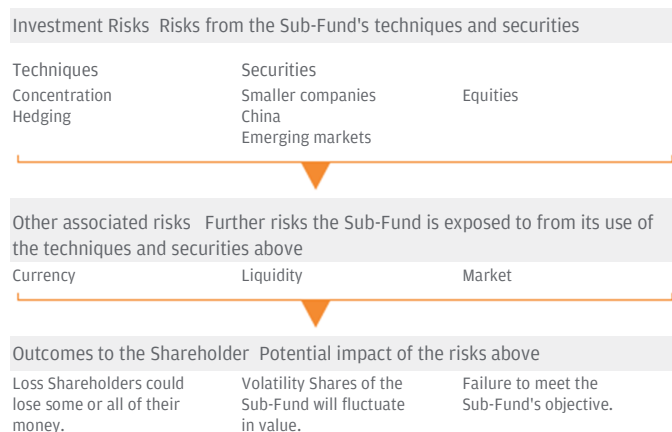 Investment Risks Risks from the Sub-Fund's techniques and securities
Techniques
Securities
Concentration
Smaller companies
Equities
Hedging
China
Emerging markets
Other associated risks Further risks the Sub-Fund is exposed to from its use of
the techniques and securities above
Currency
Liquidity
Market
Outcomes to the Shareholder Potential impact of the risks above
Loss Shareholders could
lose some or all of their
money.
Volatility Shares of the
Sub-Fund will fluctuate
in value.
Failure to meet the
Sub-Fund's objective.